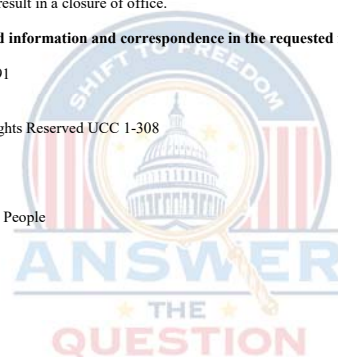 result in a closure of office.
d information and correspondence in the requested
91
SHIFT TO FREEDOM
ghts Reserved UCC 1-308
People
ANSWER
THE
QUESTION